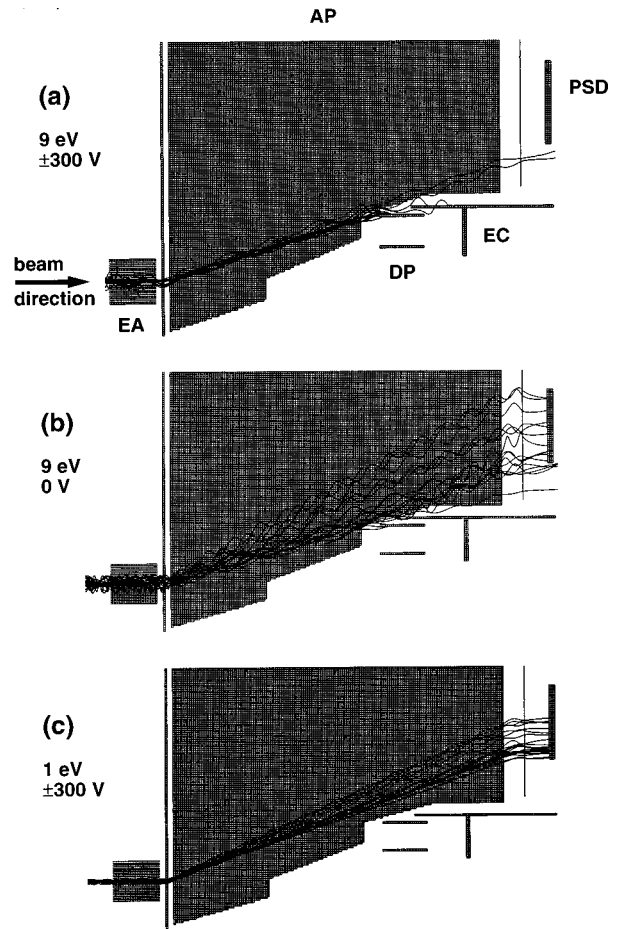 AP
(a)
PSD
9 eV
±300 V
EC
beam
direction
DP
EA
(b)
9 eV
0 V
(c)
1 eV
±300 V